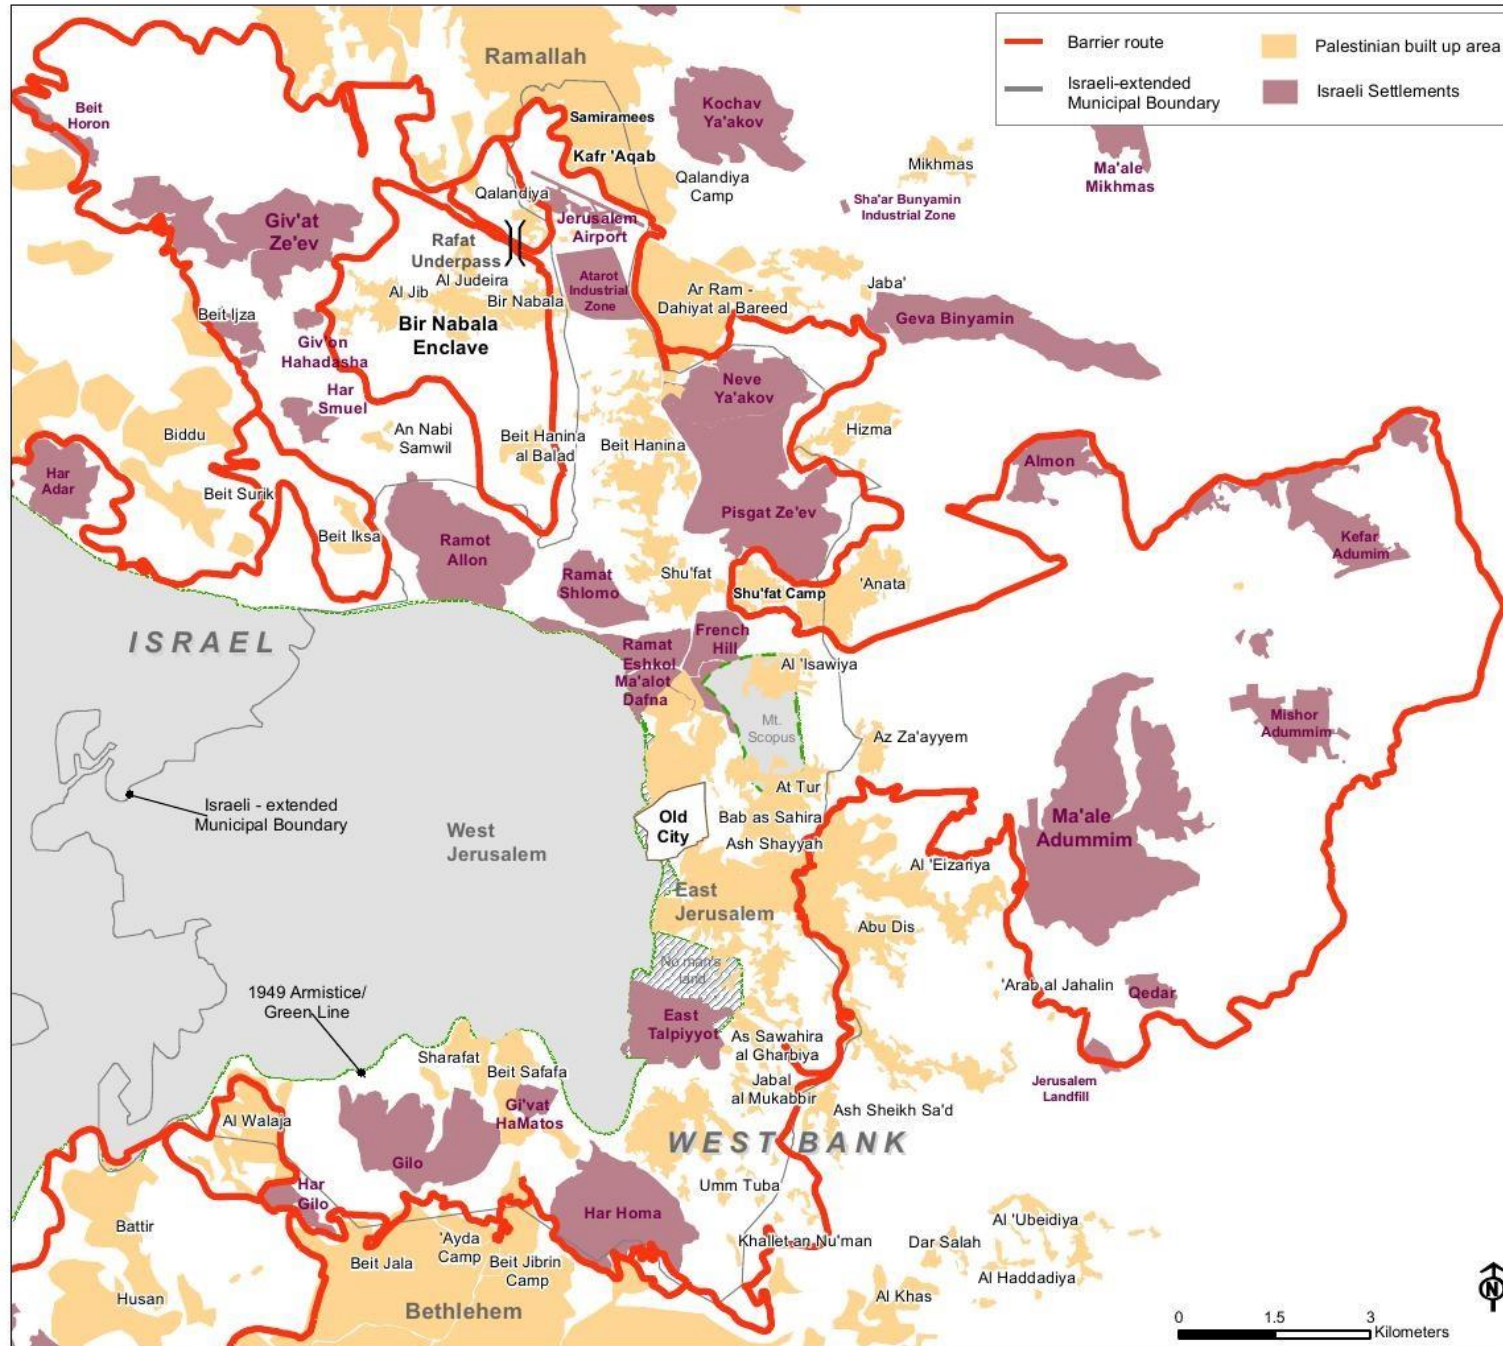 Barrier route
Palestinian built up area
Israeli-extended
Municipal Boundary
Israeli Settlements
Ramallah
Beit
Horon
Kochav
Ya'akov
Samiramees
Kafr 'Aqab
Ma'ale
Mikhmas
Mikhmas
Qalandiya
Camp
Qalandiya
Sha'ar Bunyamin
Industrial Zone
Giv'at
Ze'ev
Jerusalem
Airport
Rafat
Underpass
Al Judeira
Al Jib
Bir Nabala
Atarot
Industrial
Zone
Ar Ram -
Dahiyat al Bareed
Jaba'
Geva Binyamin
Beit Ijza
Bir Nabala
Enclave
Giv'on
Hahadasha
Har
Smuel
Neve
Ya'akov
Biddu
An Nabi
Samwil
Beit Hanina
al Balad
Beit Hanina
Hizma
Almon
Har
Adar
Beit Surik
Pisgat Ze'ev
Beit Iksa
Ramot
Allon
Kefar
Adumim
Ramat
Shlomo
Shu'fat
Shu'fat Camp
'Anata
ISRAEL
Ramat
Eshkol
French
Hill
Ma'alot
Dafna
Al 'Isawiya
Mt.
Scopus
Az Za'ayyem
Mishor
Adummim
At Tur
Israeli - extended
Municipal Boundary
West
Jerusalem
Old
City
Bab as Sahira
Ash Shayyah
Ma'ale
Adummim
Al 'Eizariya
East
Jerusalem
Abu Dis
No man's
land
'Arab al Jahalin
Qedar
1949 Armistice/
Green Line
East
Talpiyyot
As Sawahira
al Gharbiya
Sharafat
Beit Safafa
Jabal
al Mukabbir
Jerusalem
Landfill
Gi'vat
HaMatos
Ash Sheikh Sa'd
Al Walaja
WEST BANK
Gilo
Har
Gilo
Umm Tuba
Har Homa
Battir
Al 'Ubeidiya
'Ayda
Camp
Khallet an Nu'man
Dar Salah
Beit Jala
Beit Jibrin
Camp
Al Haddadiya
Husan
Al Khas
Bethlehem
N
0 1.5 3
Kilometers